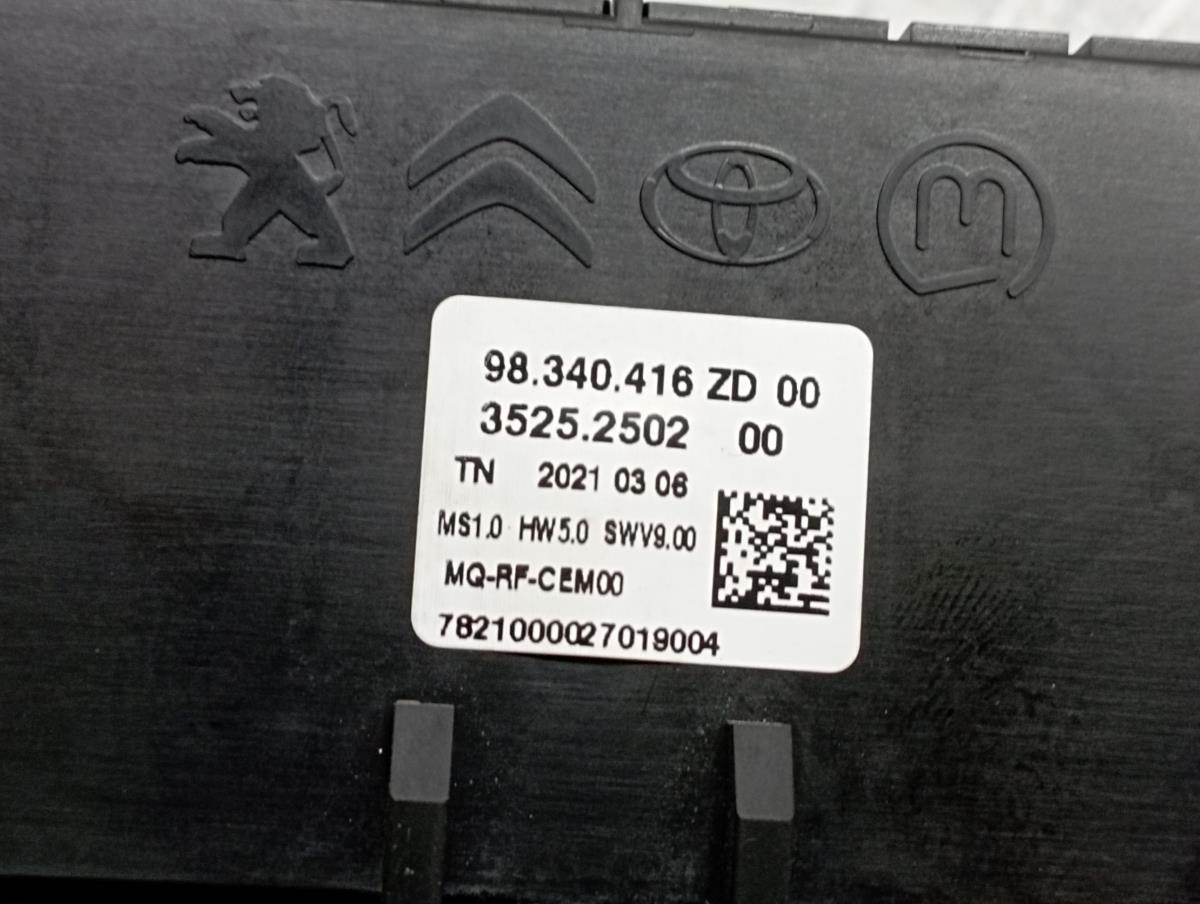 98.340.416 ZD 00
3525.2502 00
TN 2021 03 06
MS1.0 HW5.0 SWV9.00
MQ-RF-CEM00
7821000027019004